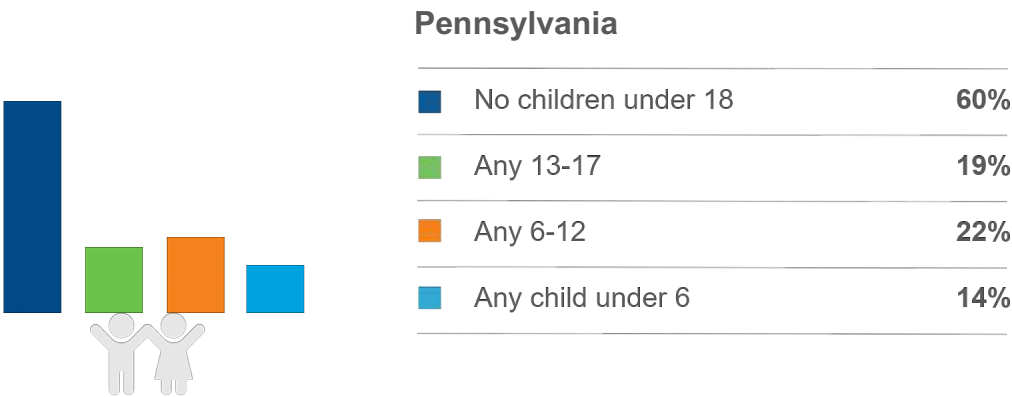 Pennsylvania
No children under 18 60%
Any 13-17 19%
Any 6-12 22%
Any child under 6 14%